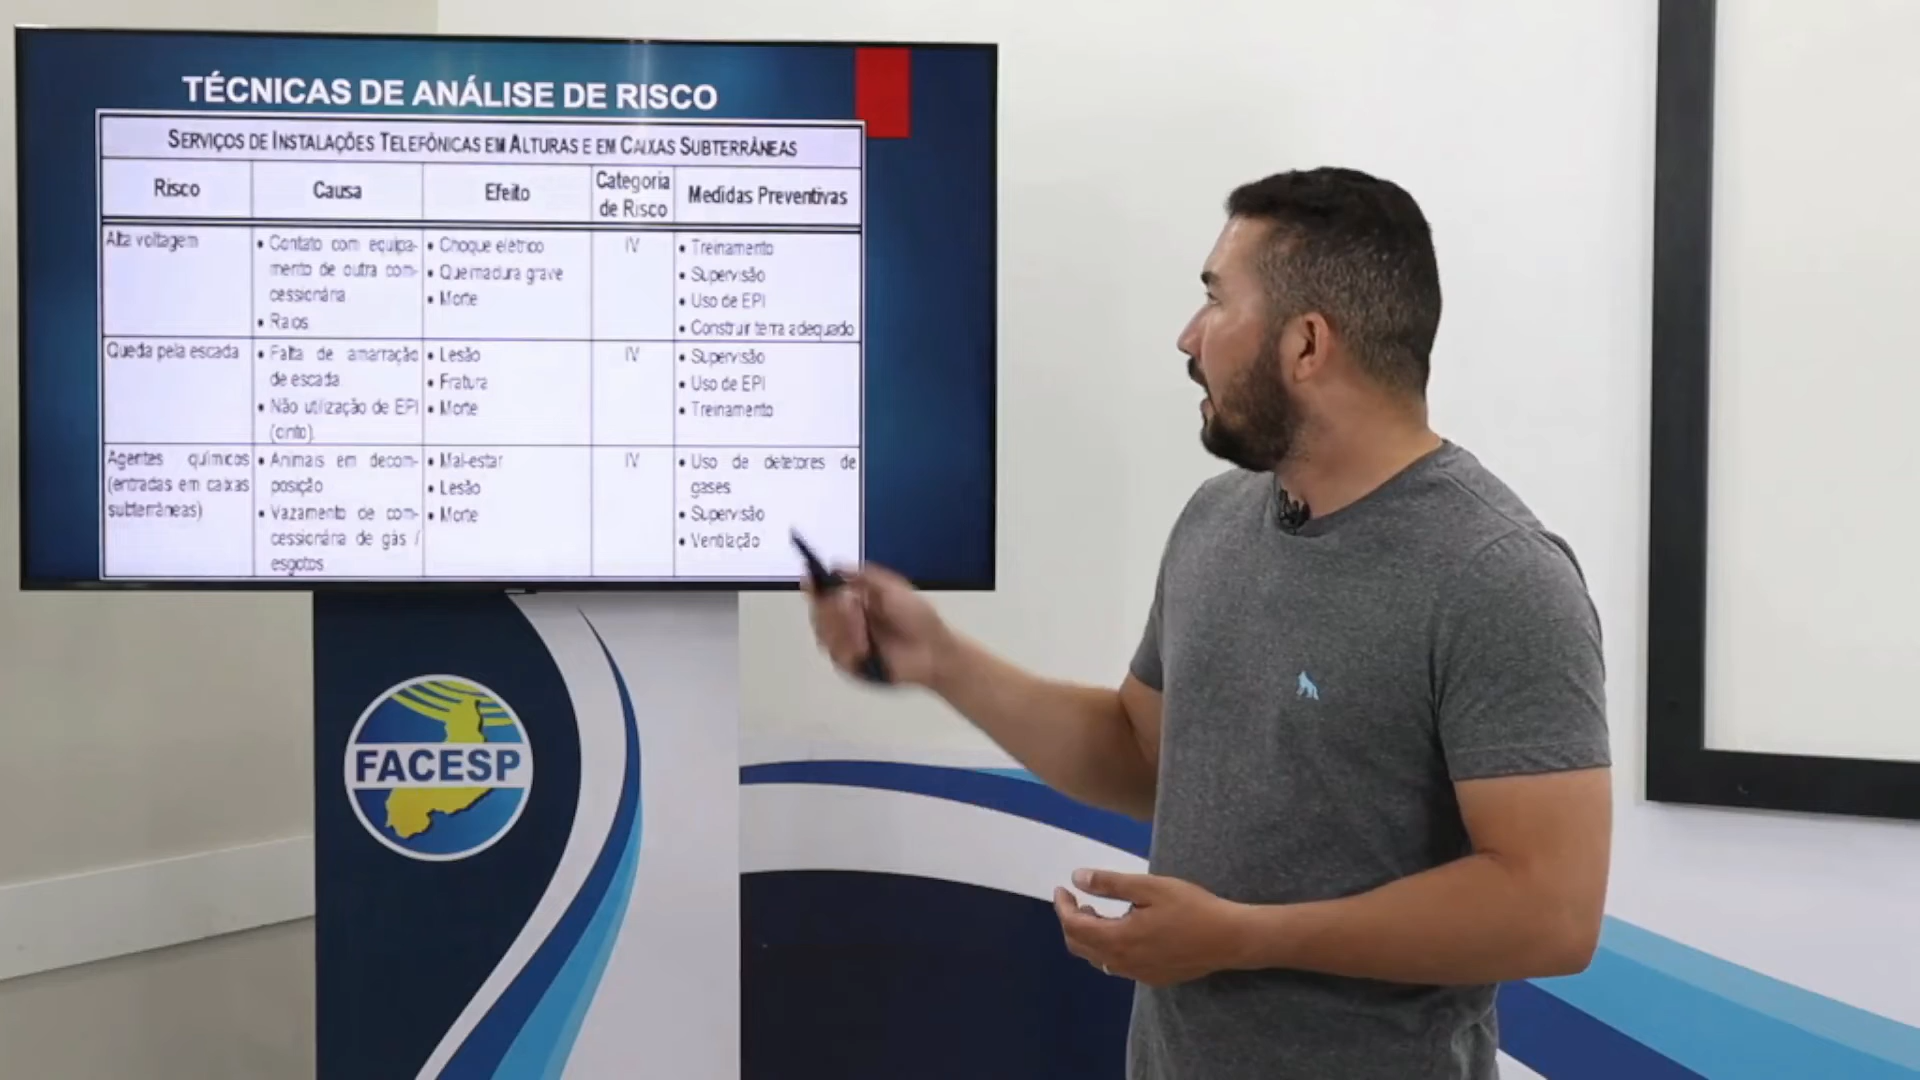 TÉCNICAS DE ANÁLISE DE RISCO
SERVIÇOS DE INSTALAÇÕES TELEFÔNICAS EM ALTURAS E EM CAIXAS SUBTERRÂNEAS
Risco
Causa
Efeito
Categoria
de Risco
Medidas Preventivas
Alta voltagem
• Contato com equipa-
mento de outra con-
cessionária
• Raios
• Choque elétrico
• Queimadura grave
• Morte
IV
• Treinamento
• Supervisão
• Uso de EPI
• Construir terra adequado
Queda pela escada
• Falta de amarração
de escada
• Não utilização de EPI
(cinto).
• Lesão
• Fratura
• Morte
IV
• Supervisão
• Uso de EPI
• Treinamento
Agentes químicos
(entradas em caixas
subterrâneas)
• Animais em decom-
posição
• Vazamento de con-
cessionária de gás /
esgotos
• Mal-estar
• Lesão
• Morte
IV
• Uso de detetores de
gases
• Supervisão
• Ventilação
FACESP